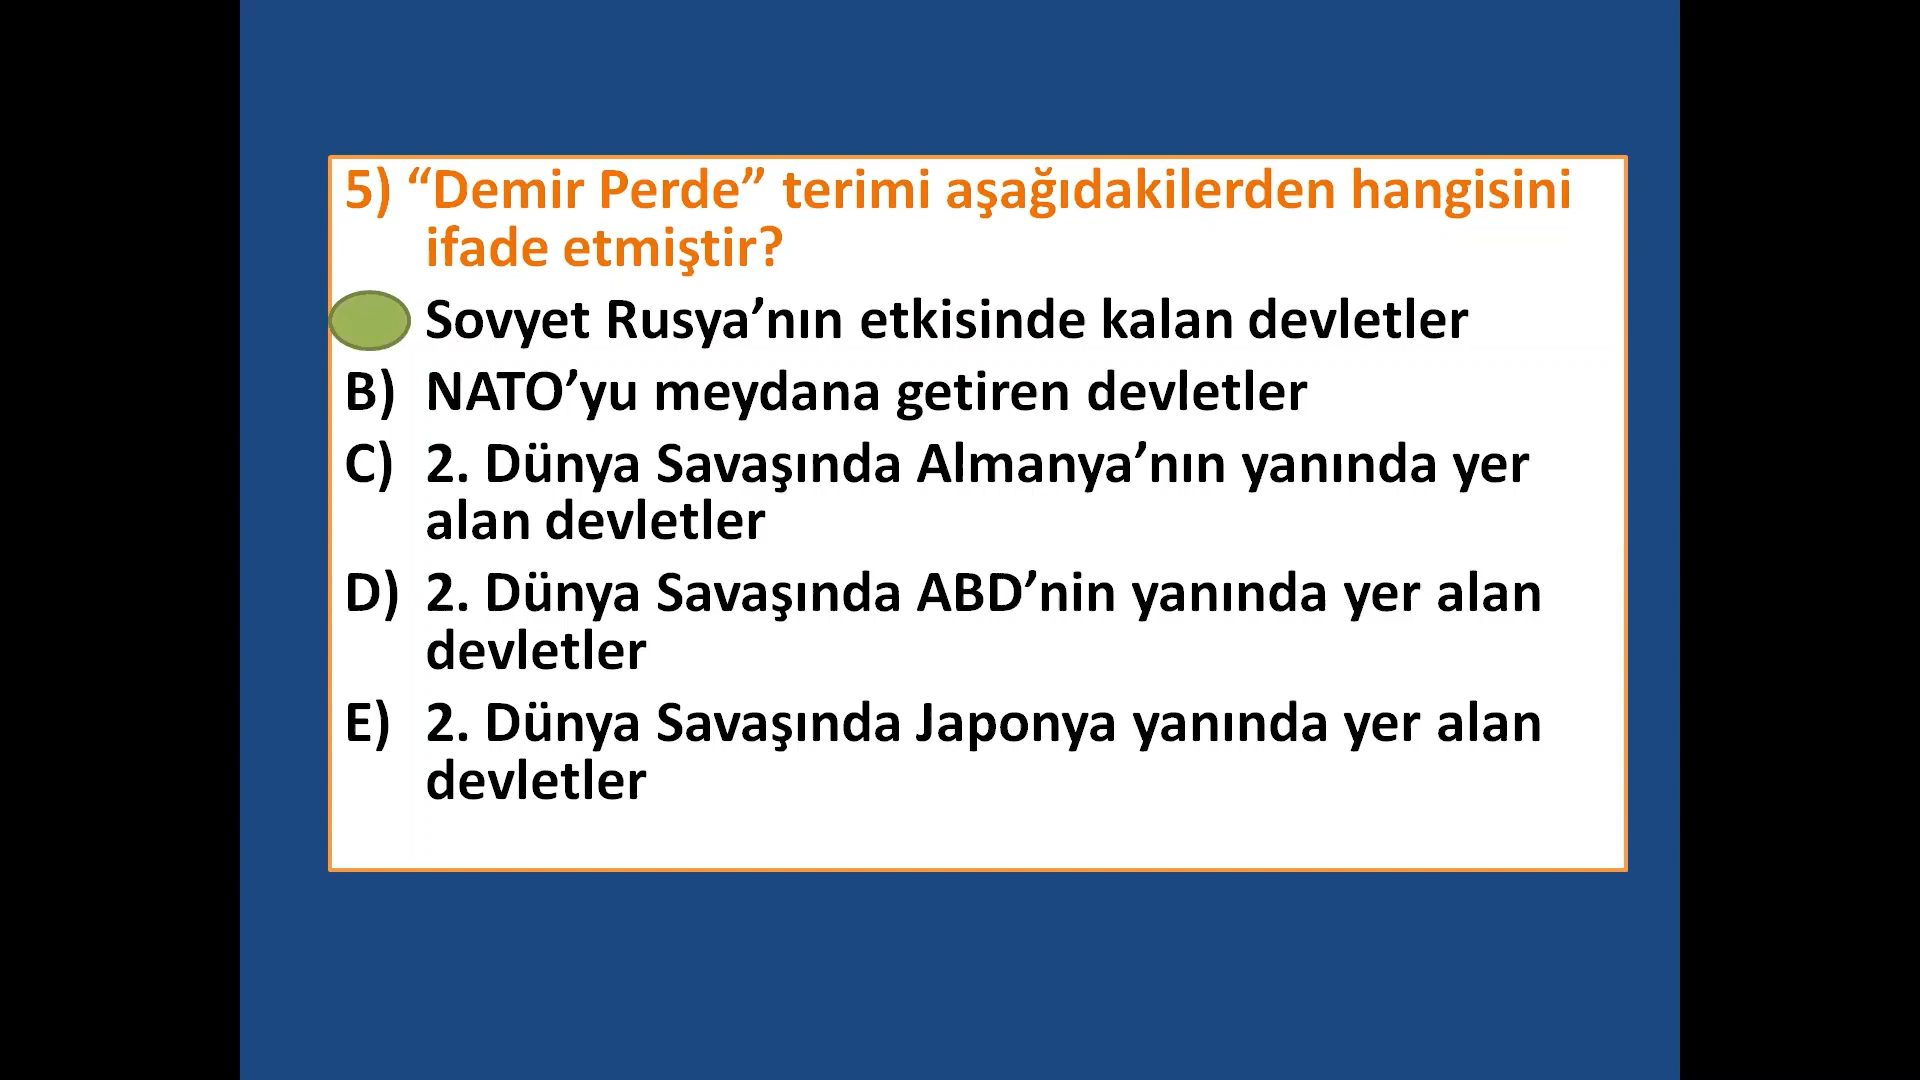 5) “Demir Perde” terimi aşağıdakilerden hangisini
ifade etmiştir?
Sovyet Rusya’nın etkisinde kalan devletler
B) NATO’yu meydana getiren devletler
C) 2. Dünya Savaşında Almanya’nın yanında yer
alan devletler
D) 2. Dünya Savaşında ABD’nin yanında yer alan
devletler
E) 2. Dünya Savaşında Japonya yanında yer alan
devletler